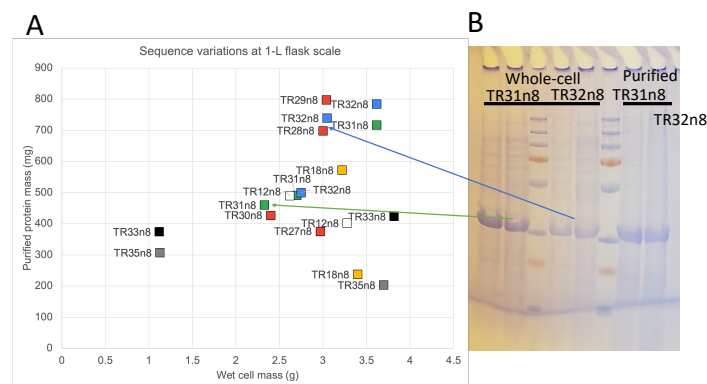 A
B
Sequence variations at 1-L flask scale
900
800
700
600
500
400
300
200
100
0
0 0.5 1 1.5 2 2.5 3 3.5 4 4.5
Purified protein mass (mg)
Wet cell mass (g)
TR29n8
TR32n8
TR32n8
TR31n8
TR28n8
TR18n8
TR31n8
TR12n8
TR32n8
TR31n8
TR30n8
TR33n8
TR12n8
TR33n8
TR27n8
TR35n8
TR18n8
TR35n8
Whole-cell
Purified
TR31n8 TR32n8
TR31n8
TR32n8